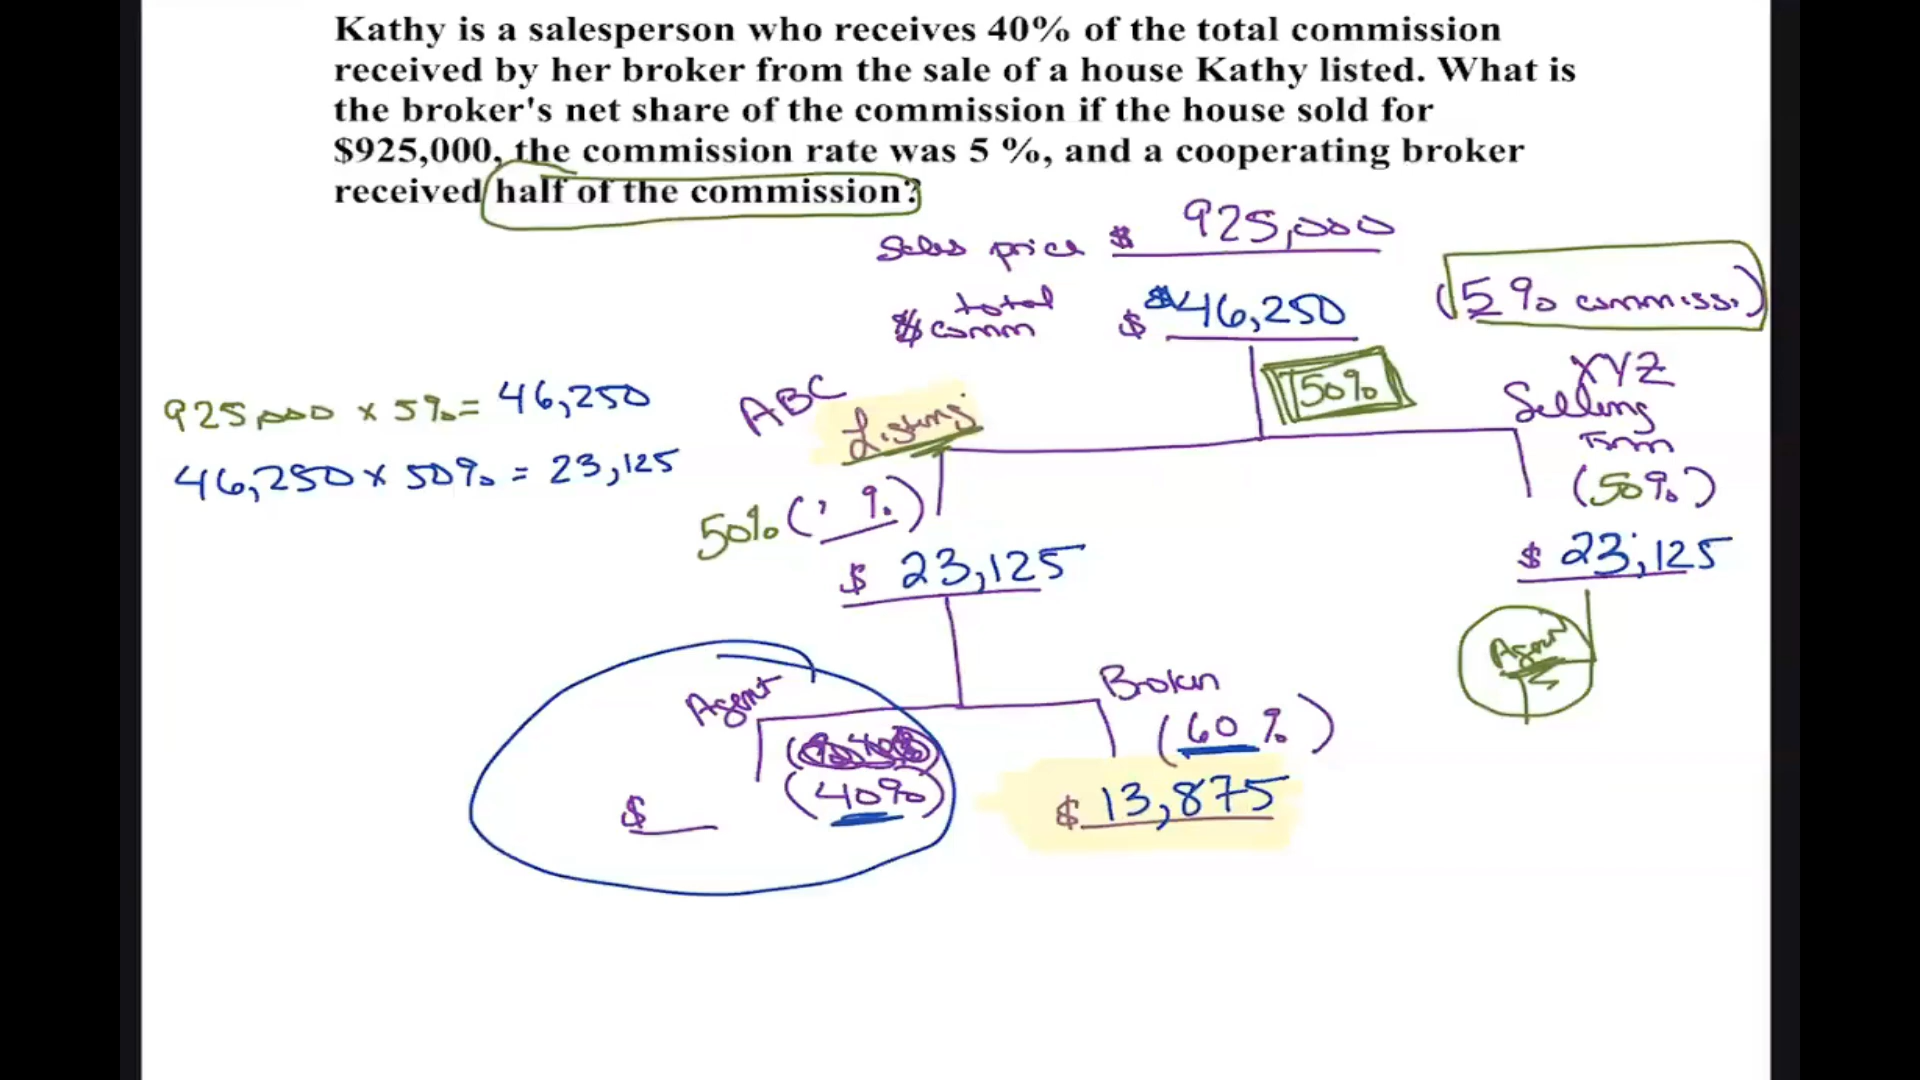 Kathy is a salesperson who receives 40% of the total commission
received by her broker from the sale of a house Kathy listed. What is
the broker's net share of the commission if the house sold for
$925,000, the commission rate was 5 %, and a cooperating broker
received half of the commission?
Sales price $ 925,000
total
$ comm $ $46,250
(5% commiss.)
50%
XYZ
Selling
Firm
(50%)
$ 23,125
Agent
925,000 x 5% = 46,250
46,250 x 50% = 23,125
ABC
Listing
50% ( %)
$ 23,125
Agent
(40%)
$
Broker
(60 %)
$ 13,875